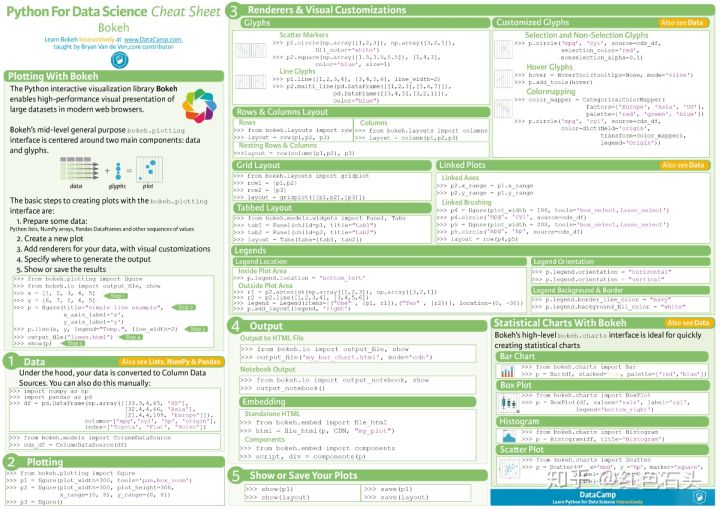 Python For Data Science Cheat Sheet
Bokeh
Learn Bokeh Interactively at www.DataCamp.com,
taught by Bryan Van de Ven, core contributor
Plotting With Bokeh
The Python interactive visualization library Bokeh
enables high-performance visual presentation of
large datasets in modern web browsers.
Bokeh's mid-level general purpose bokeh.plotting
interface is centered around two main components: data
and glyphs.
data + glyphs = plot
The basic steps to creating plots with the bokeh.plotting
interface are:
1. Prepare some data:
Python lists, NumPy arrays, Pandas DataFrames and other sequences of values
2. Create a new plot
3. Add renderers for your data, with visual customizations
4. Specify where to generate the output
5. Show or save the results
>>> from bokeh.plotting import figure
>>> from bokeh.io import output_file, show
>>> x = [1, 2, 3, 4, 5]
>>> y = [6, 7, 2, 4, 5]
>>> p = figure(title="simple line example",
x_axis_label='x',
y_axis_label='y')
>>> p.line(x, y, legend="Temp.", line_width=2)
>>> output_file("lines.html")
>>> show(p)
1 Data
Also see Lists, NumPy & Pandas
Under the hood, your data is converted to Column Data
Sources. You can also do this manually:
>>> import numpy as np
>>> import pandas as pd
>>> df = pd.DataFrame(np.array([[33.9,4,65, 'US'],
[32.4,4,66, 'Asia'],
[21.4,4,109, 'Europe']]),
columns=['mpg','cyl', 'hp', 'origin'],
index=['Toyota', 'Fiat', 'Volvo'])
>>> from bokeh.models import ColumnDataSource
>>> cds_df = ColumnDataSource(df)
2 Plotting
>>> from bokeh.plotting import figure
>>> p1 = figure(plot_width=300, tools='pan,box_zoom')
>>> p2 = figure(plot_width=300, plot_height=300,
x_range=(0, 8), y_range=(0, 8))
>>> p3 = figure()
3 Renderers & Visual Customizations
Glyphs
Scatter Markers
>>> p1.circle(np.array([1,2,3]), np.array([3,2,1]),
fill_color='white')
>>> p2.square(np.array([1.5,3.5,5.5]), [1,4,3],
color='blue', size=1)
Line Glyphs
>>> p1.line([1,2,3,4], [3,4,5,6], line_width=2)
>>> p2.multi_line(pd.DataFrame([[1,2,3],[5,6,7]]),
pd.DataFrame([[3,4,5],[3,2,1]]),
color="blue")
Customized Glyphs
Also see Data
Selection and Non-Selection Glyphs
>>> p.circle('mpg', 'cyl', source=cds_df,
selection_color='red',
nonselection_alpha=0.1)
Hover Glyphs
>>> hover = HoverTool(tooltips=None, mode='vline')
>>> p.add_tools(hover)
Colormapping
>>> color_mapper = CategoricalColorMapper(
factors=['Europe', 'Asia', 'US'],
palette=['red', 'green', 'blue'])
>>> p.circle('mpg', 'cyl', source=cds_df,
color=dict(field='origin',
transform=color_mapper),
legend='Origin'))
Rows & Columns Layout
Rows
>>> from bokeh.layouts import row
>>> layout = row(p1,p2, p3)
Columns
>>> from bokeh.layouts import columns
>>> layout = column(p1,p2,p3)
Nesting Rows & Columns
>>>layout = row(column(p1,p2), p3)
Grid Layout
>>> from bokeh.layouts import gridplot
>>> row1 = [p1,p2]
>>> row2 = [p3]
>>> layout = gridplot([[p1,p2],[p3]])
Tabbed Layout
>>> from bokeh.models.widgets import Panel, Tabs
>>> tab1 = Panel(child=p1, title="tab1")
>>> tab2 = Panel(child=p2, title="tab2")
>>> layout = Tabs(tabs=[tab1, tab2])
Linked Plots
Also see Data
Linked Axes
>>> p2.x_range = p1.x_range
>>> p2.y_range = p1.y_range
Linked Brushing
>>> p4 = figure(plot_width = 100, tools='box_select,lasso_select')
>>> p4.circle('mpg', 'cyl', source=cds_df)
>>> p5 = figure(plot_width = 200, tools='box_select,lasso_select')
>>> p5.circle('mpg', 'hp', source=cds_df)
>>> layout = row(p4,p5)
Legends
Legend Location
Inside Plot Area
>>> p.legend.location = 'bottom_left'
Outside Plot Area
>>> r1 = p2.asterisk(np.array([1,2,3]), np.array([3,2,1])
>>> r2 = p2.line([1,2,3,4], [3,4,5,6])
>>> legend = Legend(items=[("One" , [p1, r1]),("Two" , [r2])], location=(0, -30))
>>> p.add_layout(legend, 'right')
Legend Orientation
>>> p.legend.orientation = "horizontal"
>>> p.legend.orientation = "vertical"
Legend Background & Border
>>> p.legend.border_line_color = "navy"
>>> p.legend.background_fill_color = "white"
4 Output
Output to HTML File
>>> from bokeh.io import output_file, show
>>> output_file('my_bar_chart.html', mode='cdn')
Notebook Output
>>> from bokeh.io import output_notebook, show
>>> output_notebook()
Embedding
Standalone HTML
>>> from bokeh.embed import file_html
>>> html = file_html(p, CDN, "my_plot")
Components
>>> from bokeh.embed import components
>>> script, div = components(p)
5 Show or Save Your Plots
>>> show(p1)
>>> show(layout)
>>> save(p1)
>>> save(layout)
Statistical Charts With Bokeh
Also see Data
Bokeh's high-level bokeh.charts interface is ideal for quickly
creating statistical charts
Bar Chart
>>> from bokeh.charts import Bar
>>> p = Bar(df, stacked=True, palette=['red','blue'])
Box Plot
>>> from bokeh.charts import BoxPlot
>>> p = BoxPlot(df, values='vals', label='cyl',
legend='bottom_right')
Histogram
>>> from bokeh.charts import Histogram
>>> p = Histogram(df, title='Histogram')
Scatter Plot
>>> from bokeh.charts import Scatter
>>> p = Scatter(df, x='mpg', y ='hp', marker='square',
知乎 @红色石头
DataCamp
Learn Python for Data Science Interactively